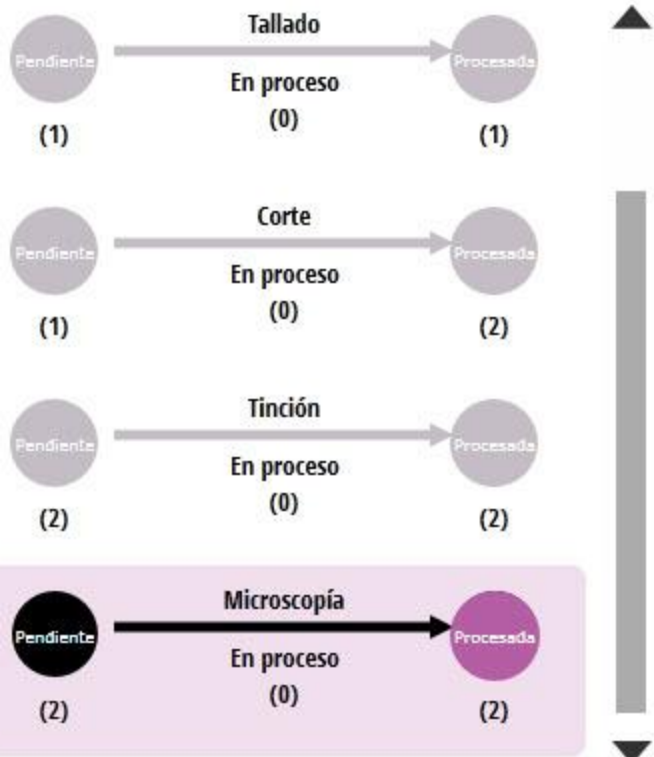 Tallado
Pendiente
Procesada
En proceso
(0)
(1)
(1)
Corte
Pendiente
Procesada
En proceso
(0)
(1)
(2)
Tinción
Pendiente
Procesada
En proceso
(0)
(2)
(2)
Microscopía
Pendiente
Procesada
En proceso
(0)
(2)
(2)